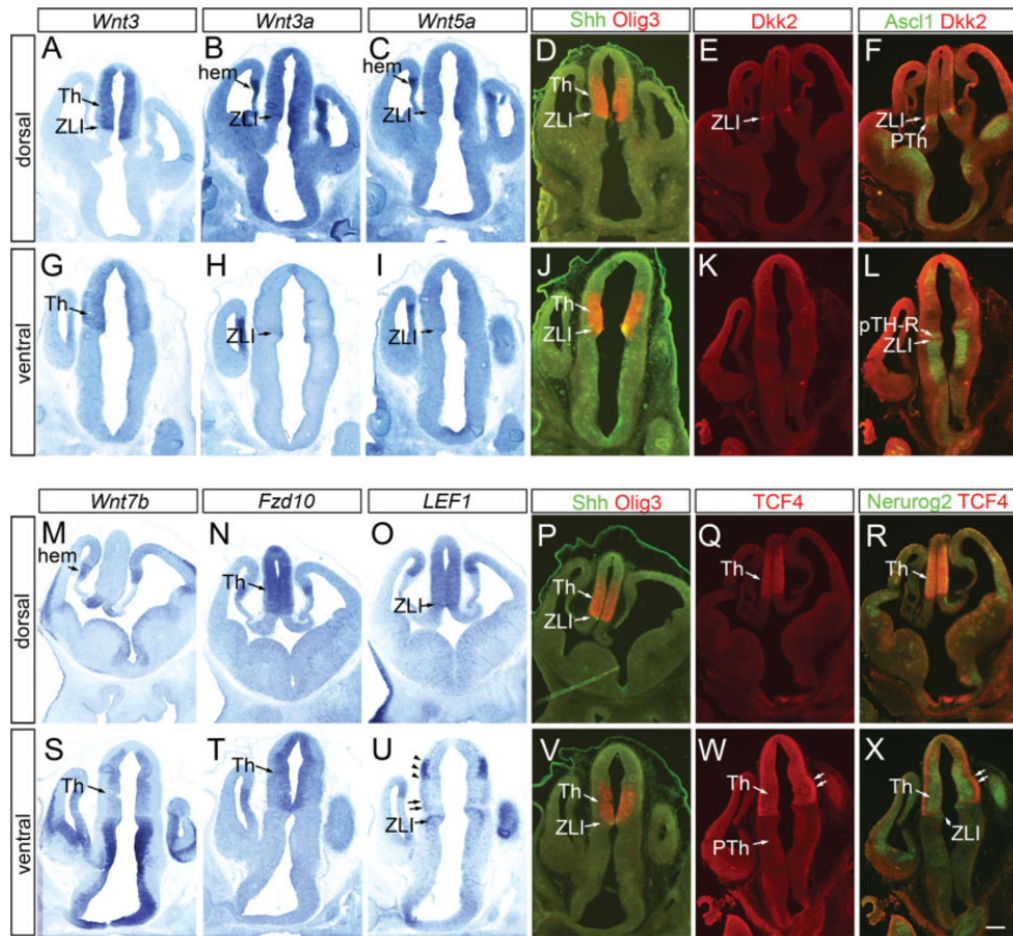 Wnt3 Wnt3a Wnt5a Shh Olig3 Dkk2 Ascl1 Dkk2
dorsal
A B C D E F
hem hem
Th ZLI ZLI ZLI Th ZLI ZLI ZLI PTh
ventral
G H I J K L
Th ZLI ZLI Th ZLI pTH-R ZLI
Wnt7b Fzd10 LEF1 Shh Olig3 TCF4 Nerurog2 TCF4
dorsal
M N O P Q R
hem Th ZLI Th ZLI Th Th
ventral
S T U V W X
Th Th ZLI Th ZLI Th PTh Th ZLI